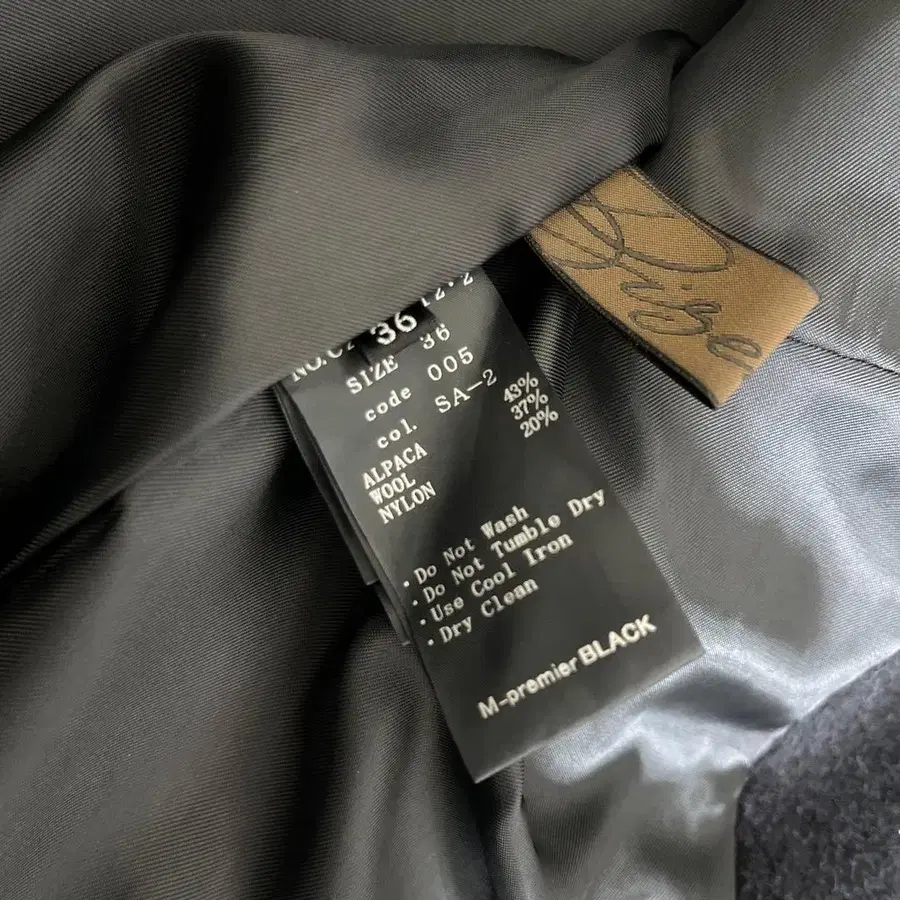 36
SIZE 36
code 005
col. SA-2
ALPACA 43%
WOOL 37%
NYLON 20%
· Do Not Wash
· Do Not Tumble Dry
· Use Cool Iron
· Dry Clean
M-premier BLACK